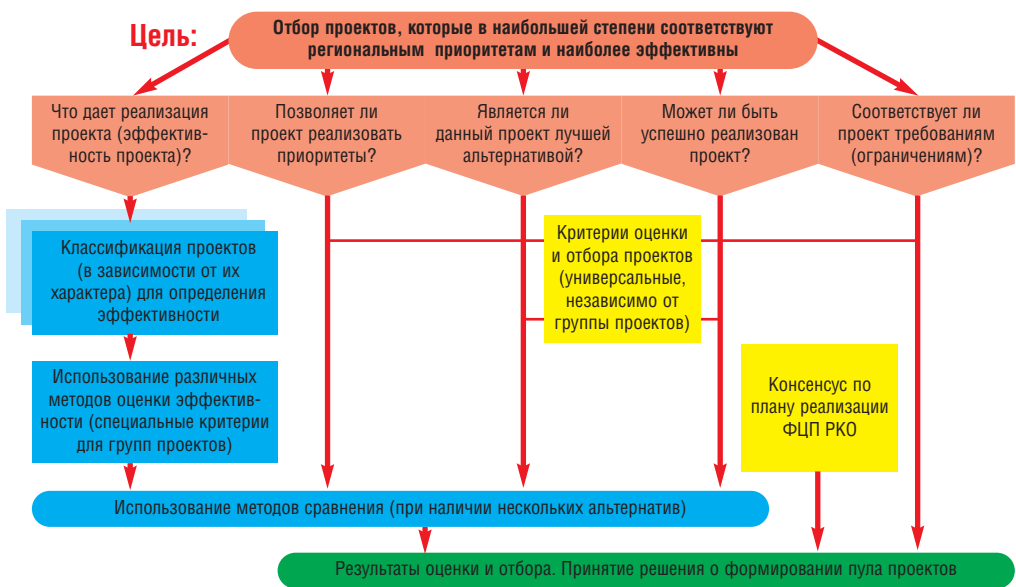 Цель:
Отбор проектов, которые в наибольшей степени соответствуют
региональным приоритетам и наиболее эффективны
Что дает реализация
проекта (эффектив-
ность проекта)?
Позволяет ли
проект реализовать
приоритеты?
Является ли
данный проект лучшей
альтернативой?
Может ли быть
успешно реализован
проект?
Соответствует ли
проект требованиям
(ограничениям)?
Классификация проектов
(в зависимости от их
характера) для определения
эффективности
Критерии оценки
и отбора проектов
(универсальные,
независимо от
группы проектов)
Использование различных
методов оценки эффектив-
ности (специальные критерии
для групп проектов)
Консенсус по
плану реализации
ФЦП РКО
Использование методов сравнения (при наличии нескольких альтернатив)
Результаты оценки и отбора. Принятие решения о формировании пула проектов